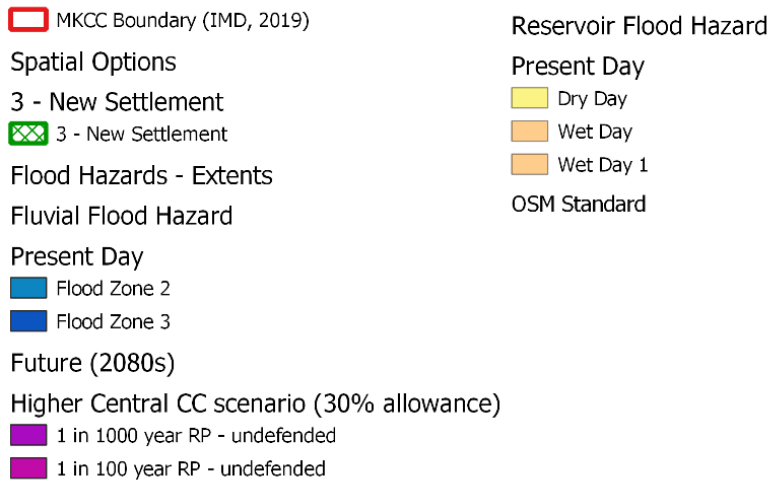 MKCC Boundary (IMD, 2019)
Spatial Options
3 - New Settlement
3 - New Settlement
Flood Hazards - Extents
Fluvial Flood Hazard
Present Day
Flood Zone 2
Flood Zone 3
Future (2080s)
Higher Central CC scenario (30% allowance)
1 in 1000 year RP - undefended
1 in 100 year RP - undefended
Reservoir Flood Hazard
Present Day
Dry Day
Wet Day
Wet Day 1
OSM Standard